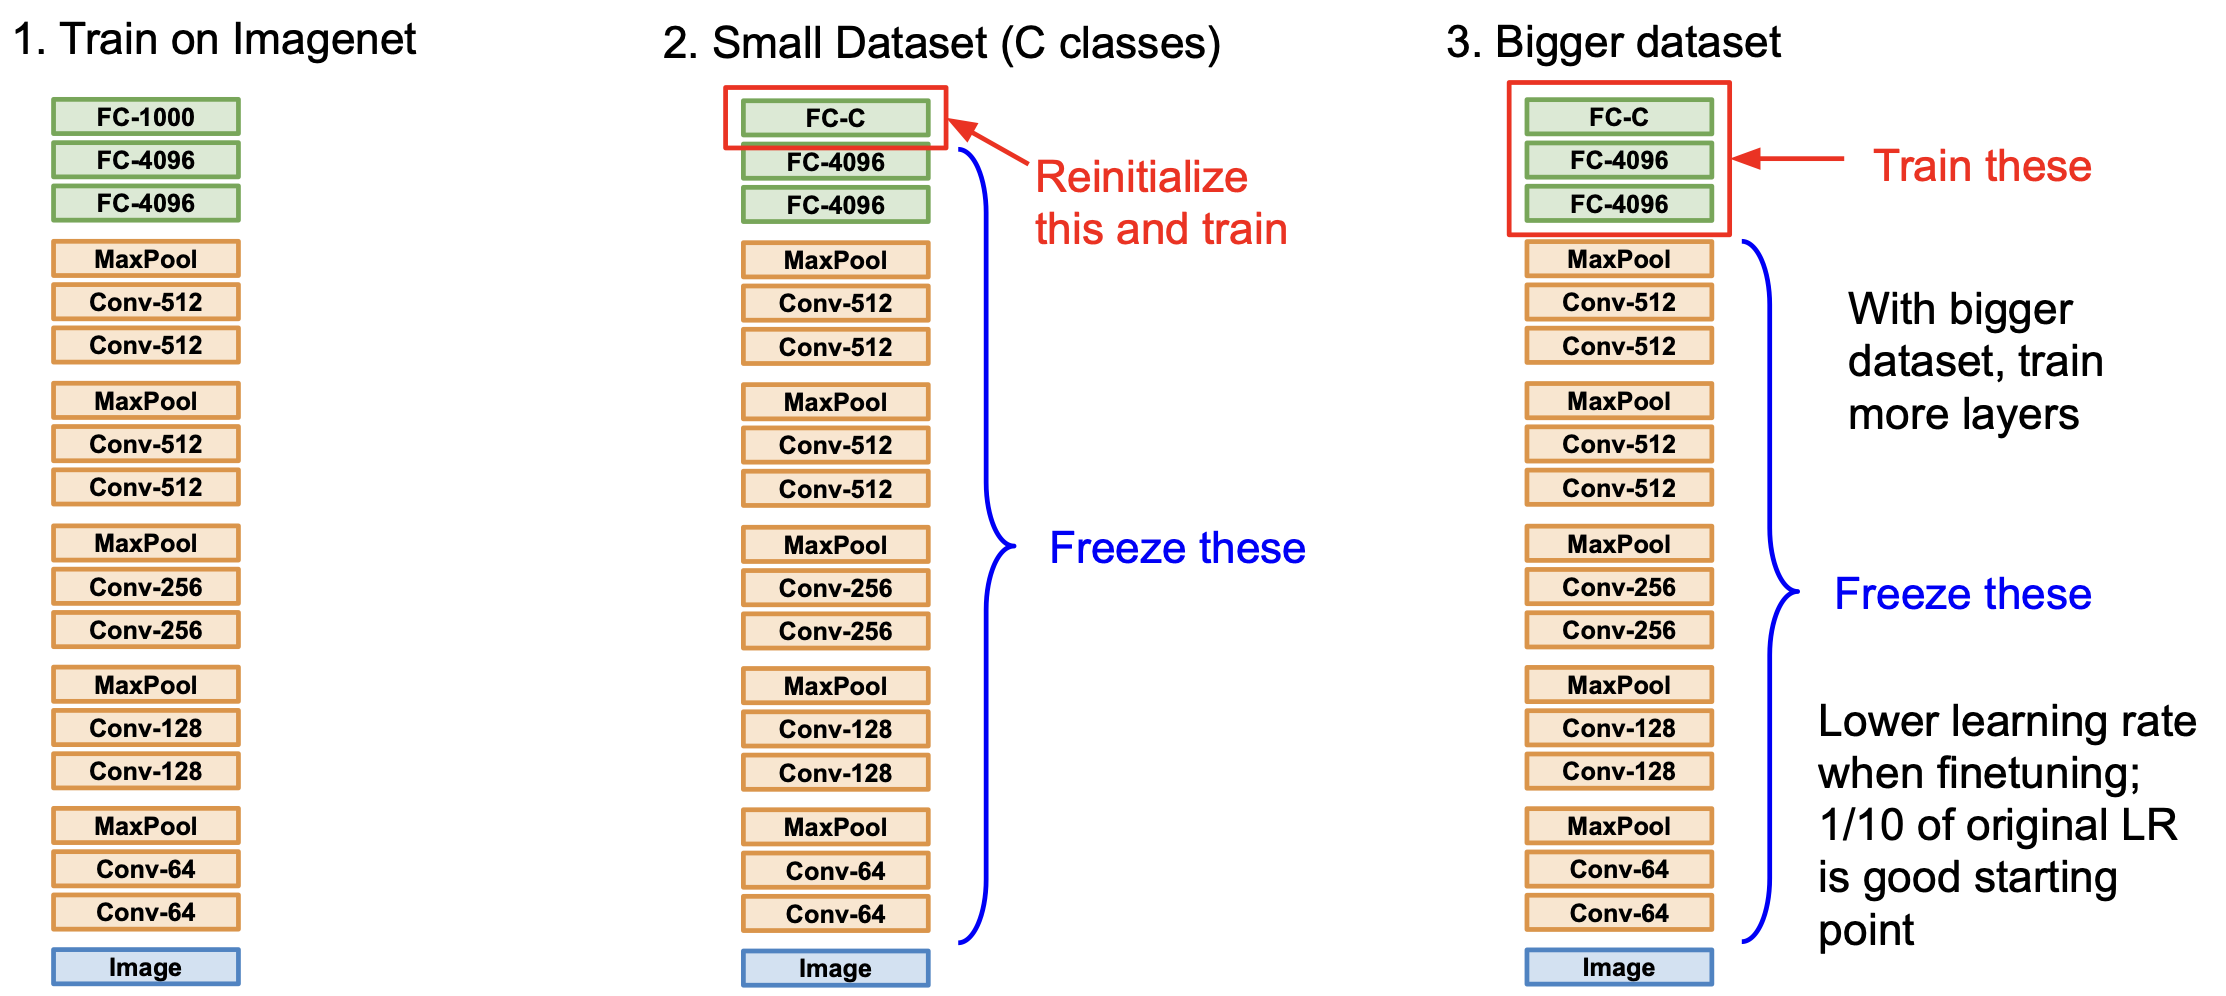 1. Train on Imagenet
FC-1000
FC-4096
FC-4096
MaxPool
Conv-512
Conv-512
MaxPool
Conv-512
Conv-512
MaxPool
Conv-256
Conv-256
MaxPool
Conv-128
Conv-128
MaxPool
Conv-64
Conv-64
Image
2. Small Dataset (C classes)
FC-C
FC-4096
FC-4096
MaxPool
Conv-512
Conv-512
MaxPool
Conv-512
Conv-512
MaxPool
Conv-256
Conv-256
MaxPool
Conv-128
Conv-128
MaxPool
Conv-64
Conv-64
Image
Reinitialize
this and train
Freeze these
3. Bigger dataset
FC-C
FC-4096
FC-4096
MaxPool
Conv-512
Conv-512
MaxPool
Conv-512
Conv-512
MaxPool
Conv-256
Conv-256
MaxPool
Conv-128
Conv-128
MaxPool
Conv-64
Conv-64
Image
Train these
With bigger
dataset, train
more layers
Freeze these
Lower learning rate
when finetuning;
1/10 of original LR
is good starting
point